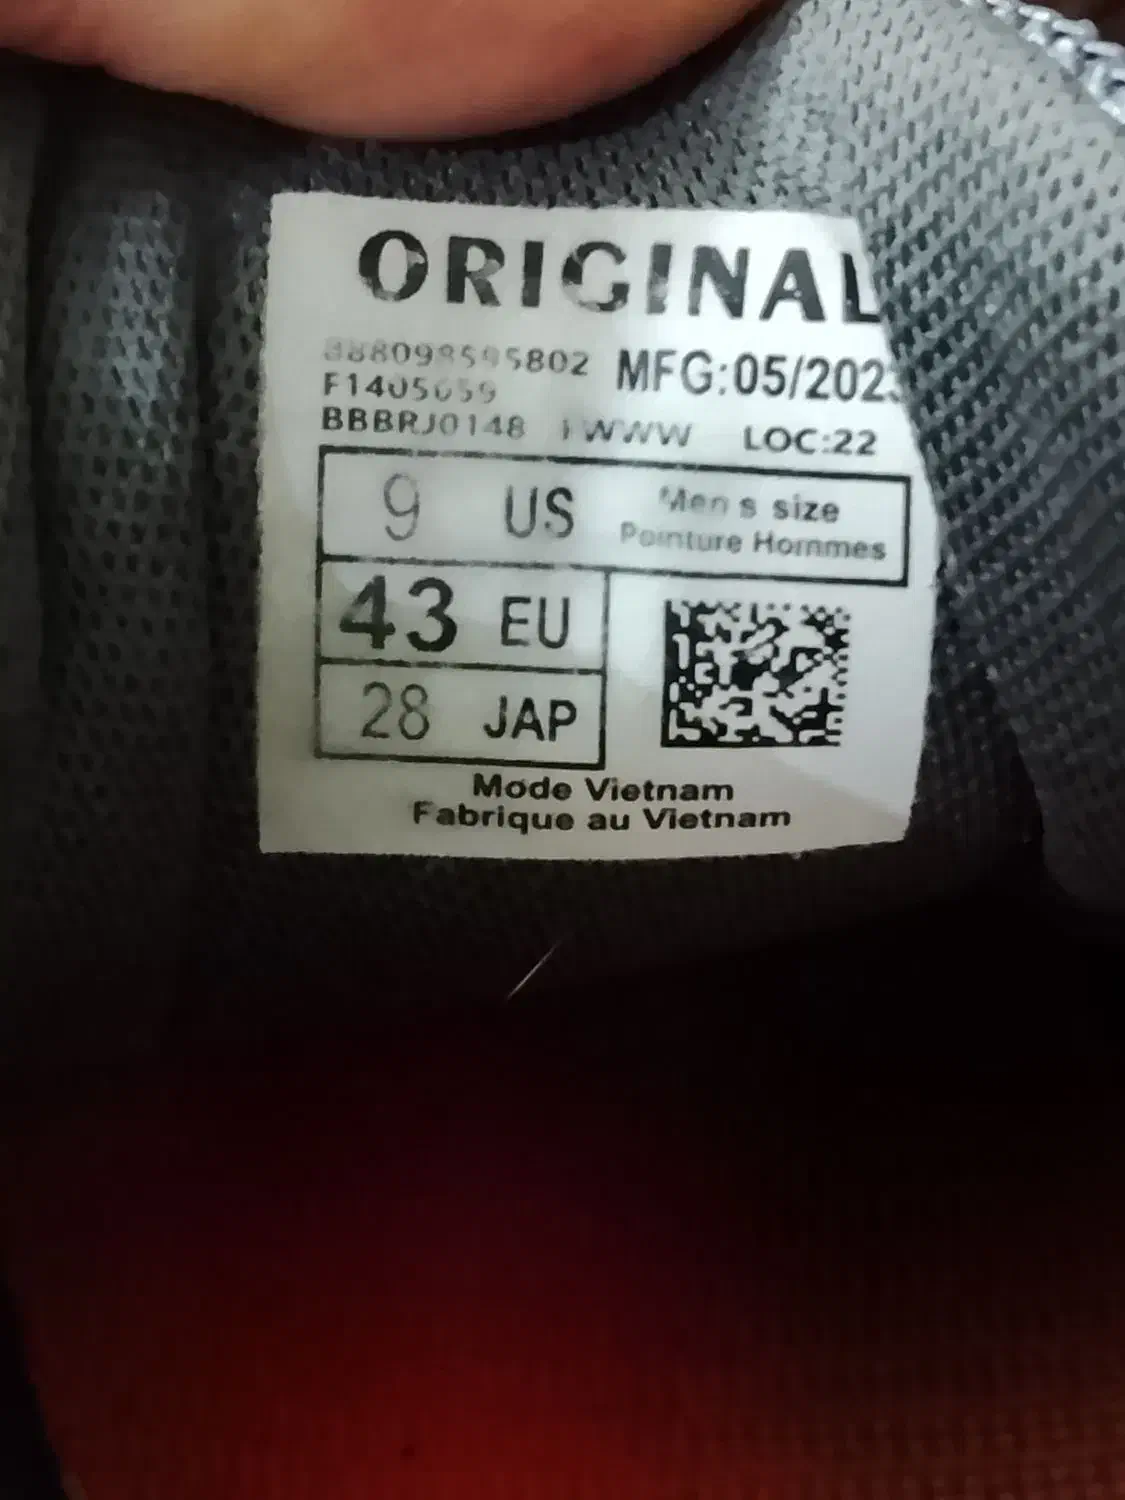 ORIGINAL
888098595802 MFG:05/2023
F1405659
BBBRJ0148 1WWW LOC:22
9 US Men s size
Pointure Hommes
43 EU
28 JAP
Mode Vietnam
Fabrique au Vietnam